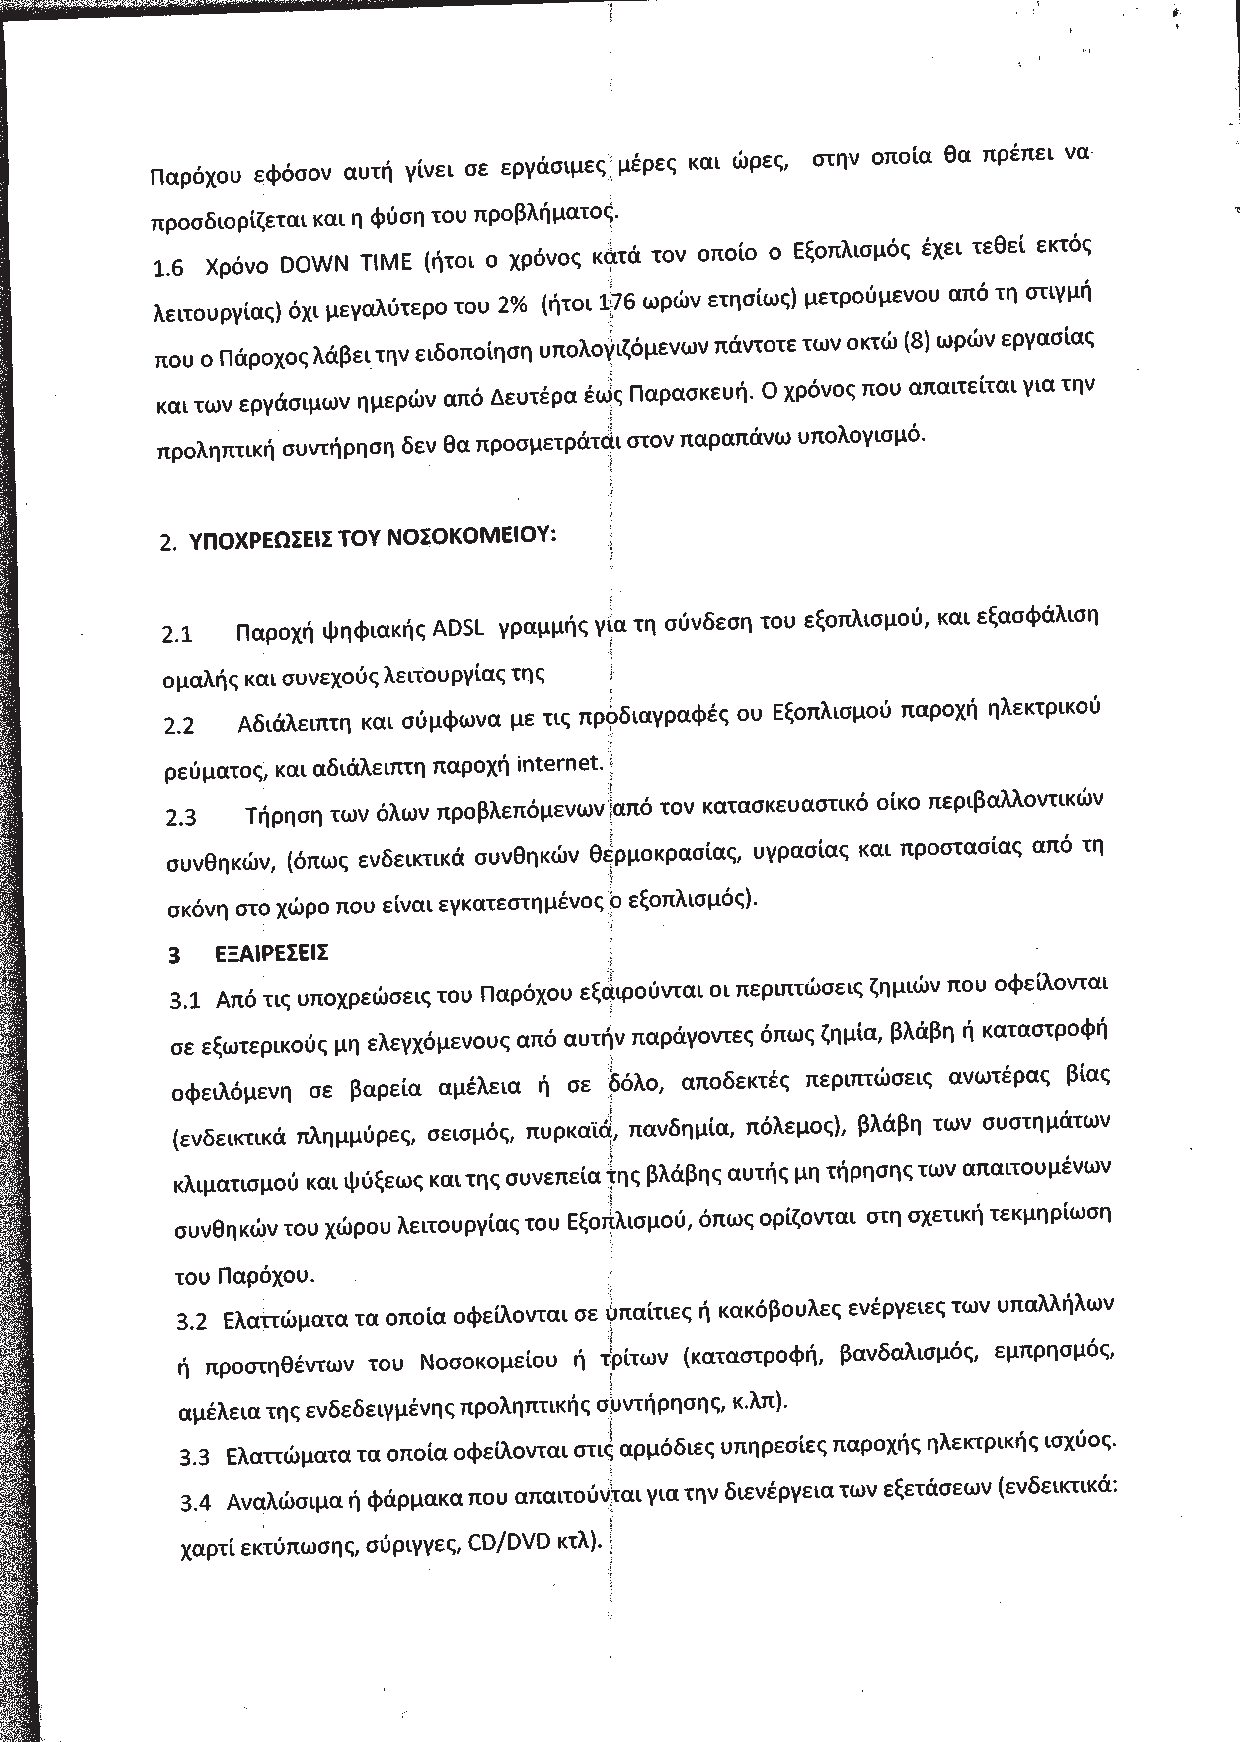 Παρόχου εφόσον αυτή γίνει σε εργάσιμες μέρες και ώρες, στην οποία θα πρέπει να
προσδιορίζεται και η φύση του προβλήματος.
1.6 Χρόνο DOWN TIME (ήτοι ο χρόνος κατά τον οποίο ο Εξοπλισμός έχει τεθεί εκτός
λειτουργίας) όχι μεγαλύτερο του 2% (ήτοι 176 ωρών ετησίως) μετρούμενου από τη στιγμή
που ο Πάροχος λάβει την ειδοποίηση υπολογιζόμενων πάντοτε των οκτώ (8) ωρών εργασίας
και των εργάσιμων ημερών από Δευτέρα έως Παρασκευή. Ο χρόνος που απαιτείται για την
προληπτική συντήρηση δεν θα προσμετράται στον παραπάνω υπολογισμό.
2. ΥΠΟΧΡΕΩΣΕΙΣ ΤΟΥ ΝΟΣΟΚΟΜΕΙΟΥ:
2.1 Παροχή ψηφιακής ADSL γραμμής για τη σύνδεση του εξοπλισμού, και εξασφάλιση
ομαλής και συνεχούς λειτουργίας της
2.2 Αδιάλειπτη και σύμφωνα με τις προδιαγραφές ου Εξοπλισμού παροχή ηλεκτρικού
ρεύματος, και αδιάλειπτη παροχή internet.
2.3 Τήρηση των όλων προβλεπόμενων από τον κατασκευαστικό οίκο περιβαλλοντικών
συνθηκών, (όπως ενδεικτικά συνθηκών θερμοκρασίας, υγρασίας και προστασίας από τη
σκόνη στο χώρο που είναι εγκατεστημένος ο εξοπλισμός).
3 ΕΞΑΙΡΕΣΕΙΣ
3.1 Από τις υποχρεώσεις του Παρόχου εξαιρούνται οι περιπτώσεις ζημιών που οφείλονται
σε εξωτερικούς μη ελεγχόμενους από αυτήν παράγοντες όπως ζημία, βλάβη ή καταστροφή
οφειλόμενη σε βαρεία αμέλεια ή σε δόλο, αποδεκτές περιπτώσεις ανωτέρας βίας
(ενδεικτικά πλημμύρες, σεισμός, πυρκαϊά, πανδημία, πόλεμος), βλάβη των συστημάτων
κλιματισμού και ψύξεως και της συνεπεία της βλάβης αυτής μη τήρησης των απαιτουμένων
συνθηκών του χώρου λειτουργίας του Εξοπλισμού, όπως ορίζονται στη σχετική τεκμηρίωση
του Παρόχου.
3.2 Ελαττώματα τα οποία οφείλονται σε υπαίτιες ή κακόβουλες ενέργειες των υπαλλήλων
ή προστηθέντων του Νοσοκομείου ή τρίτων (καταστροφή, βανδαλισμός, εμπρησμός,
αμέλεια της ενδεδειγμένης προληπτικής συντήρησης, κ.λπ).
3.3 Ελαττώματα τα οποία οφείλονται στις αρμόδιες υπηρεσίες παροχής ηλεκτρικής ισχύος.
3.4 Αναλώσιμα ή φάρμακα που απαιτούνται για την διενέργεια των εξετάσεων (ενδεικτικά:
χαρτί εκτύπωσης, σύριγγες, CD/DVD κτλ).